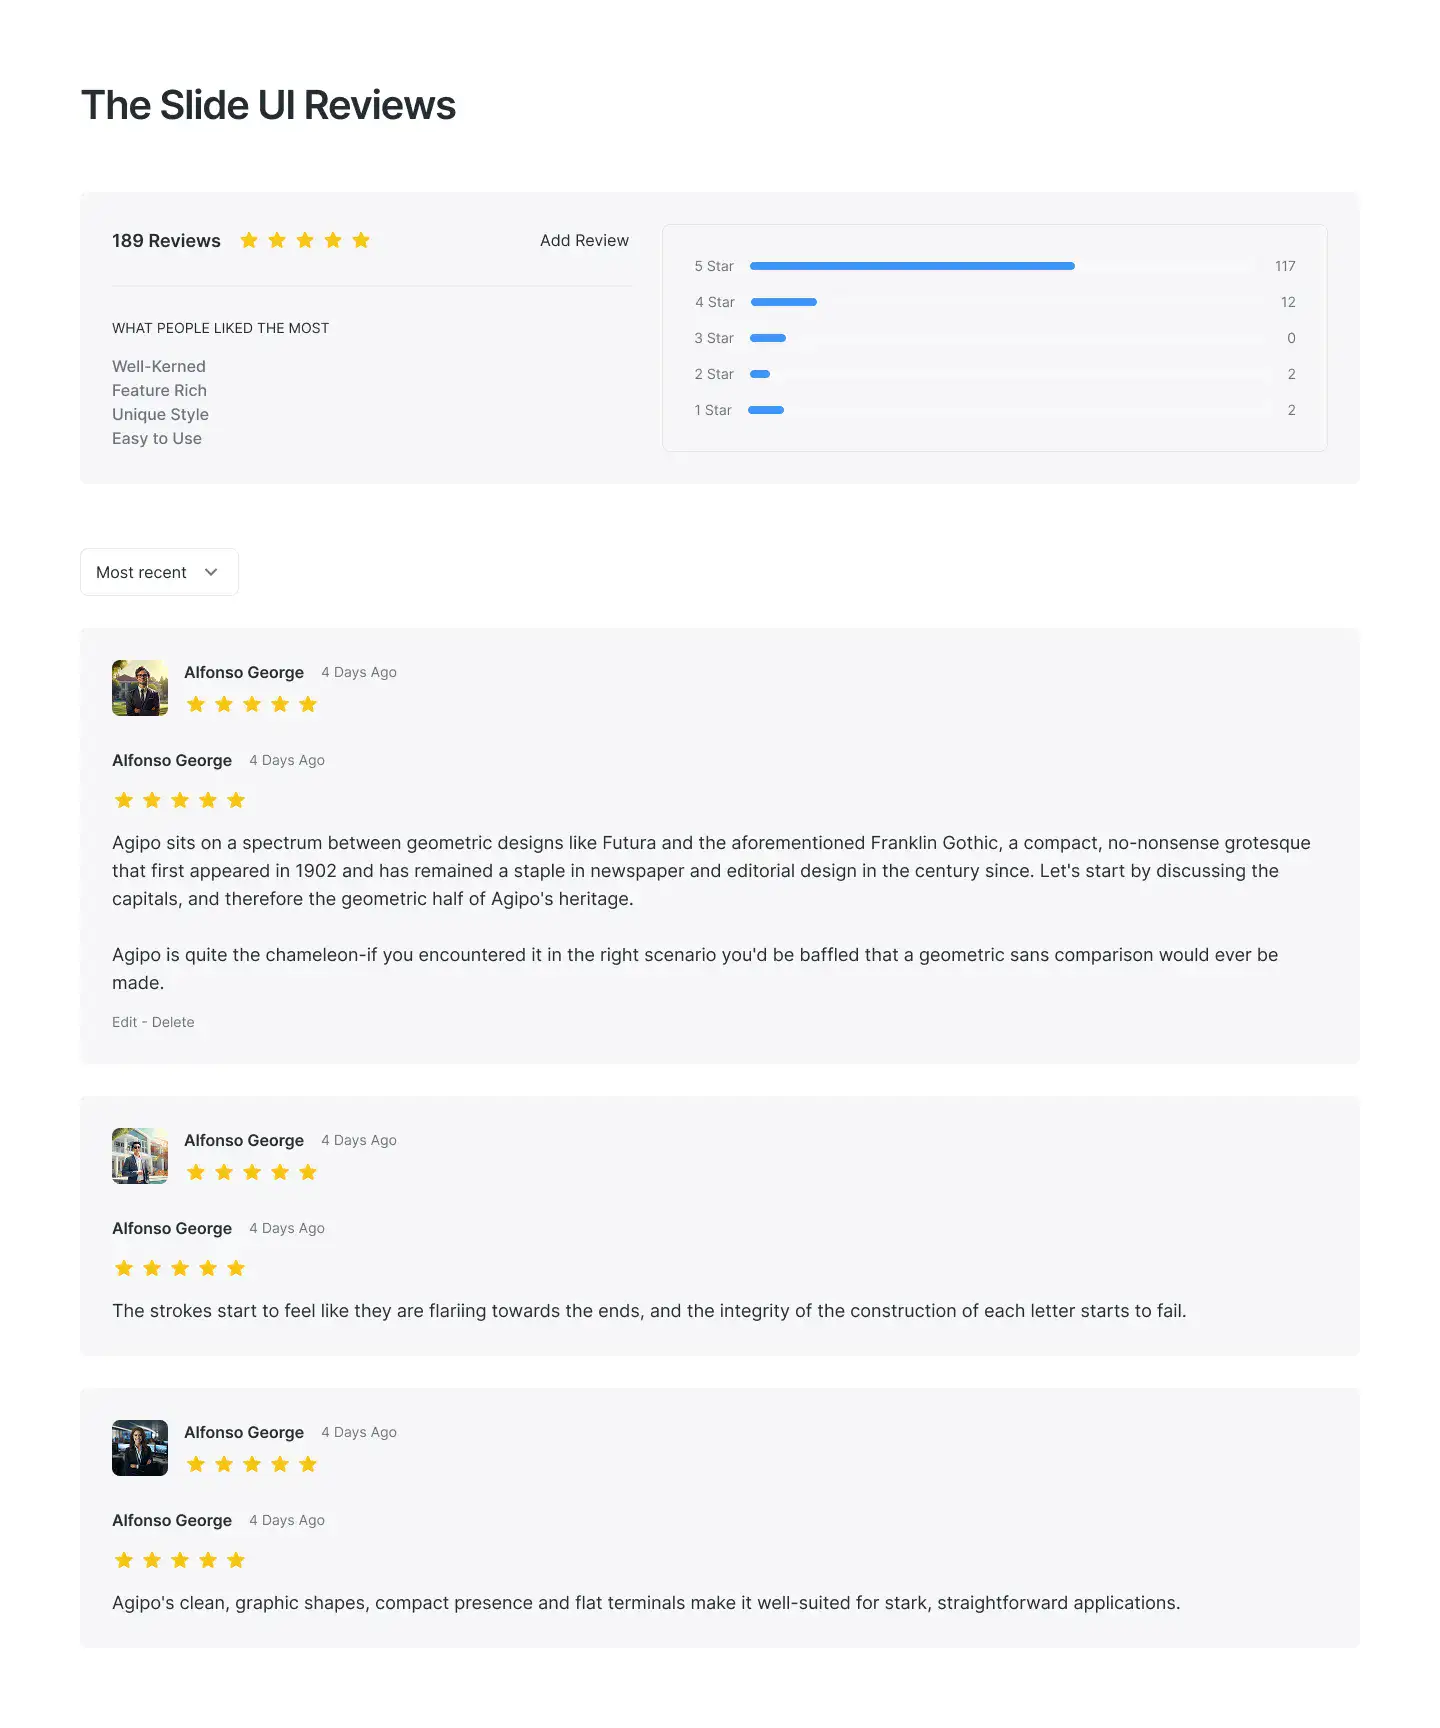 The Slide UI Reviews
189 Reviews
Add Review
WHAT PEOPLE LIKED THE MOST
Well-Kerned
Feature Rich
Unique Style
Easy to Use
5 Star 117
4 Star 12
3 Star 0
2 Star 2
1 Star 2
Most recent
Alfonso George 4 Days Ago
Alfonso George 4 Days Ago
Agipo sits on a spectrum between geometric designs like Futura and the aforementioned Franklin Gothic, a compact, no-nonsense grotesque
that first appeared in 1902 and has remained a staple in newspaper and editorial design in the century since. Let's start by discussing the
capitals, and therefore the geometric half of Agipo's heritage.
Agipo is quite the chameleon-if you encountered it in the right scenario you'd be baffled that a geometric sans comparison would ever be
made.
Edit - Delete
Alfonso George 4 Days Ago
Alfonso George 4 Days Ago
The strokes start to feel like they are flariing towards the ends, and the integrity of the construction of each letter starts to fail.
Alfonso George 4 Days Ago
Alfonso George 4 Days Ago
Agipo's clean, graphic shapes, compact presence and flat terminals make it well-suited for stark, straightforward applications.